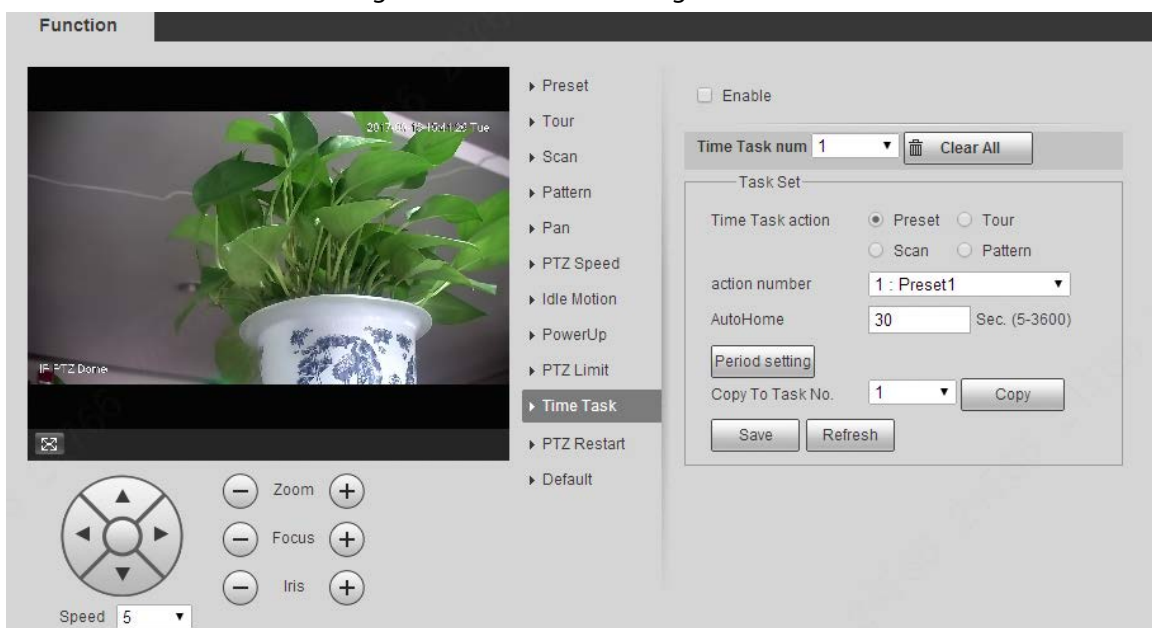 Function
Tue
IP PTZ Dome
Zoom
Focus
Iris
Speed 5
Preset
Tour
Scan
Pattern
Pan
PTZ Speed
Idle Motion
PowerUp
PTZ Limit
Time Task
PTZ Restart
Default
Enable
Time Task num 1 Clear All
Task Set
Time Task action Preset Tour
Scan Pattern
action number 1 : Preset1
AutoHome 30 Sec. (5-3600)
Period setting
Copy To Task No. 1 Copy
Save Refresh